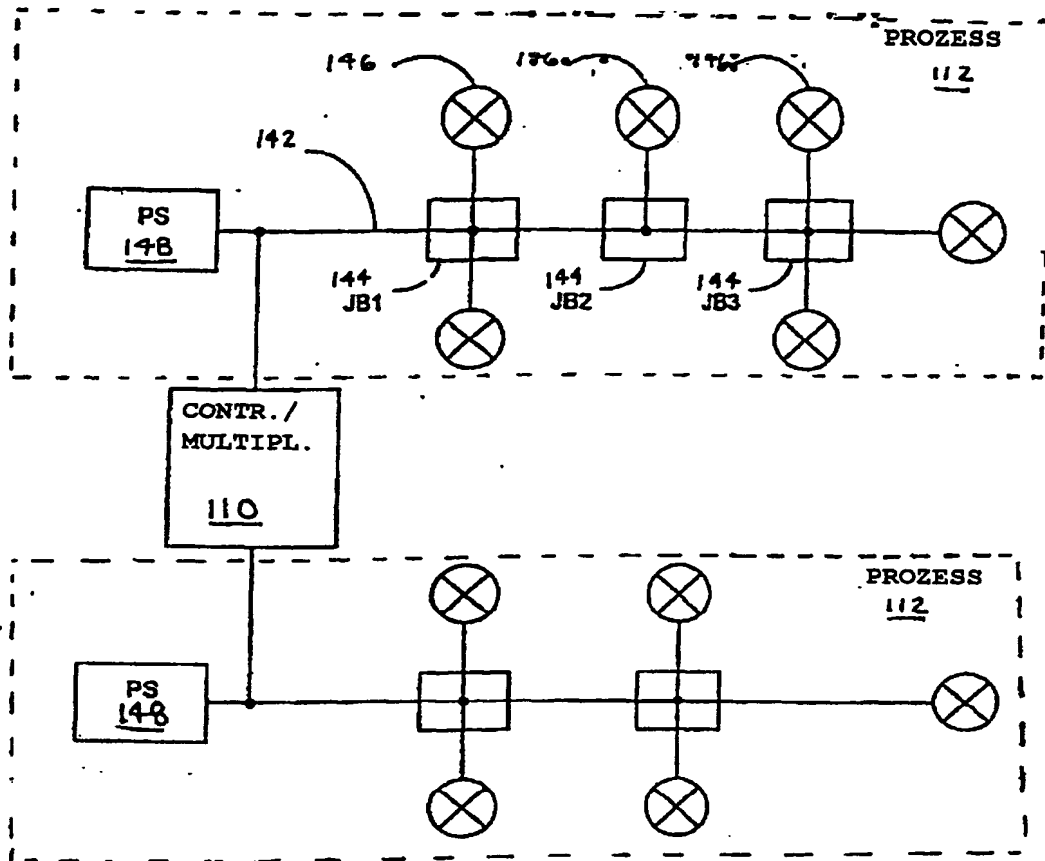 PROZESS
112
146
142
PS
148
144
JB1
144
JB2
144
JB3
CONTR./
MULTIPL.
110
PROZESS
112
PS
148